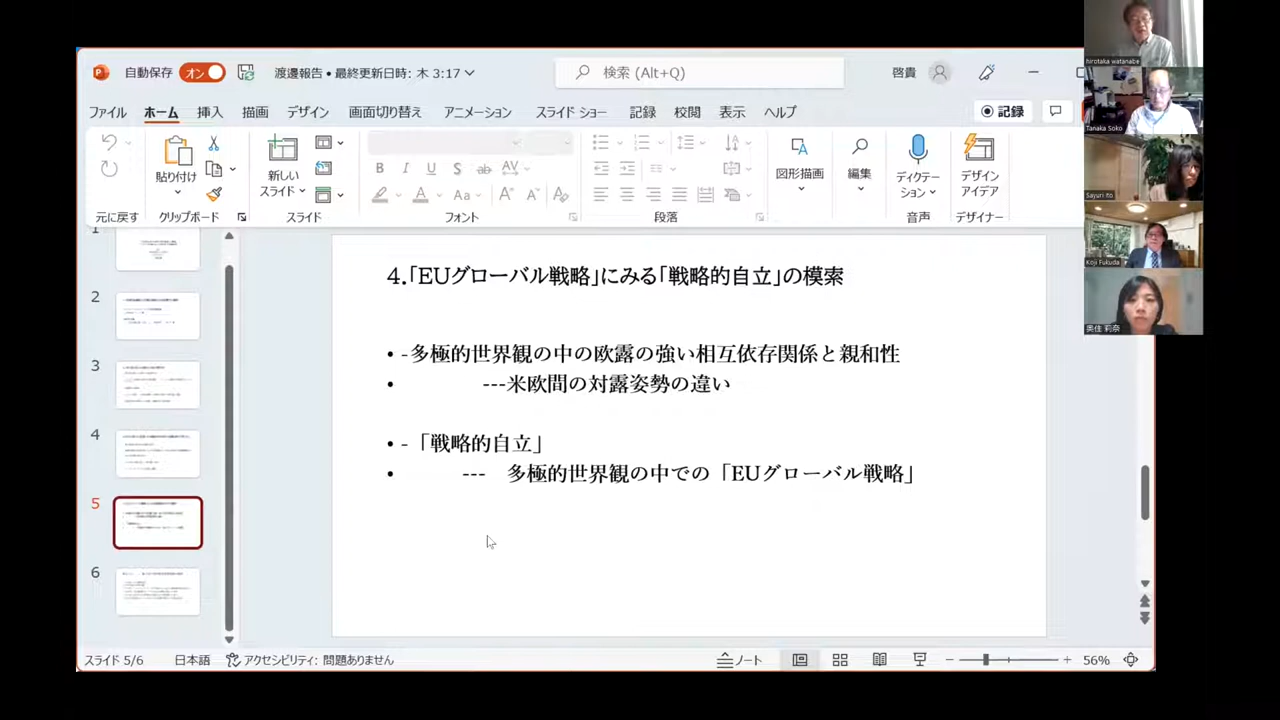 自動保存 オン 渡邊報告 • 最終更新日時: 木 3:17 検索 (Alt+Q) 啓貴
ファイル ホーム 挿入 描画 デザイン 画面切り替え アニメーション スライド ショー 記録 校閲 表示 ヘルプ 記録
貼り付け 新しい スライド 図形描画 編集 ディクテーション デザイン アイデア
元に戻す クリップボード スライド フォント 段落 音声 デザイナー
1
2
3
4
5
6
4.「EUグローバル戦略」にみる「戦略的自立」の模索
• -多極的世界観の中の欧露の強い相互依存関係と親和性
• ---米欧間の対露姿勢の違い
• -「戦略的自立」
• --- 多極的世界観の中での「EUグローバル戦略」
スライド 5/6 日本語 アクセシビリティ: 問題ありません ノート 56%
hirotaka watanabe
Tanaka Soko
Sayuri Ito
Koji Fukuda
奥住 莉奈